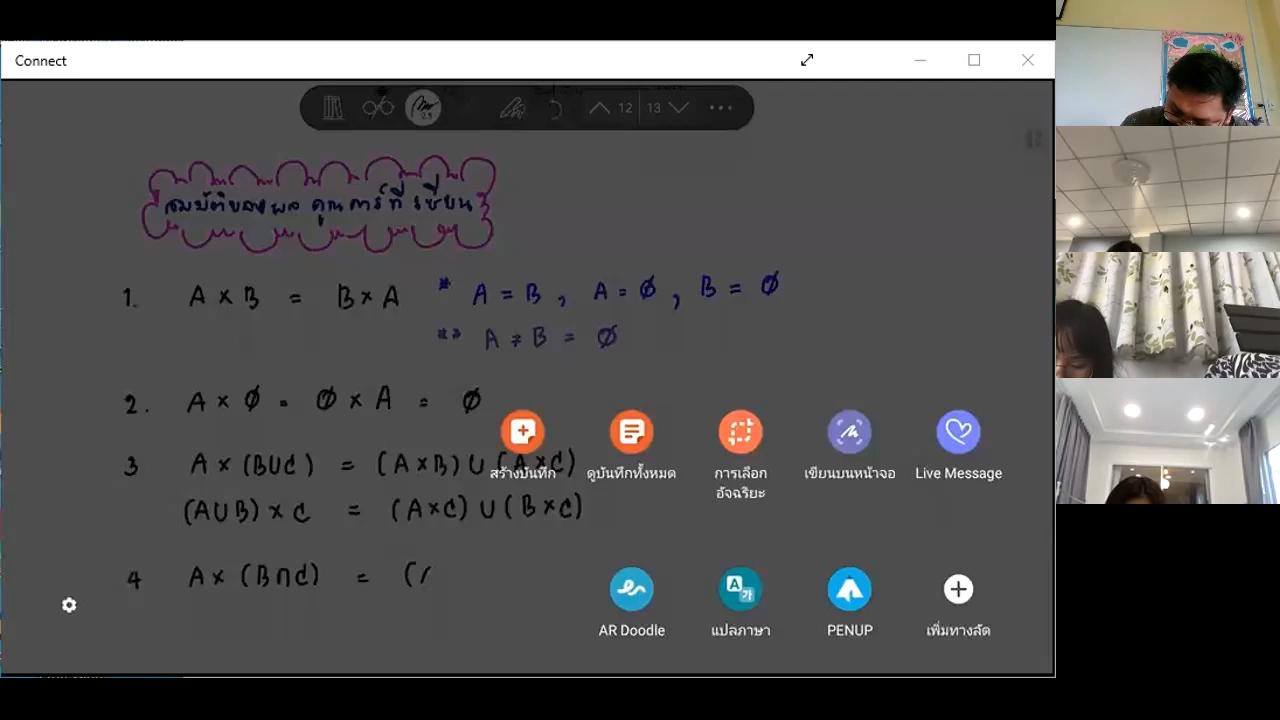 Connect
12 13
สมบัติของผล คูณคาร์ทีเซียน
1. A × B = B × A * A = B , A = Ø , B = Ø
** A ≠ B = Ø
2. A × Ø = Ø × A = Ø
3 A × (B∪C) = (A×B) ∪ (A×C)
(A∪B) × C = (A×C) ∪ (B×C)
สร้างบันทึก ดูบันทึกทั้งหมด การเลือกอัจฉริยะ เขียนบนหน้าจอ Live Message
4 A × (B∩C) = (
AR Doodle แปลภาษา PENUP เพิ่มทางลัด